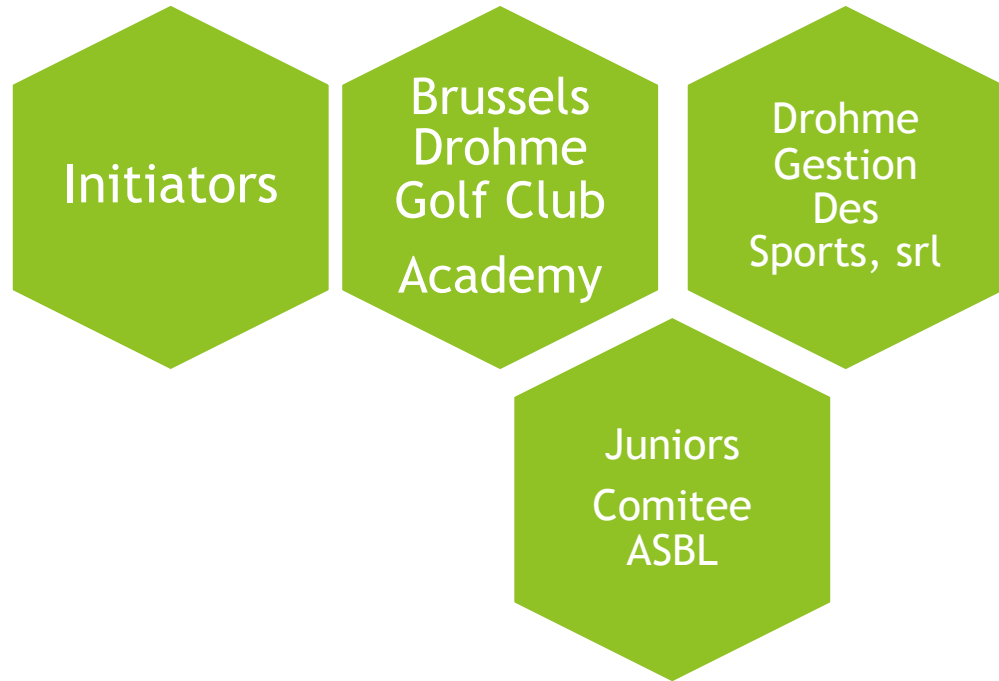 Initiators
Brussels
Drohme
Golf Club
Academy
Drohme
Gestion
Des
Sports, srl
Juniors
Comitee
ASBL